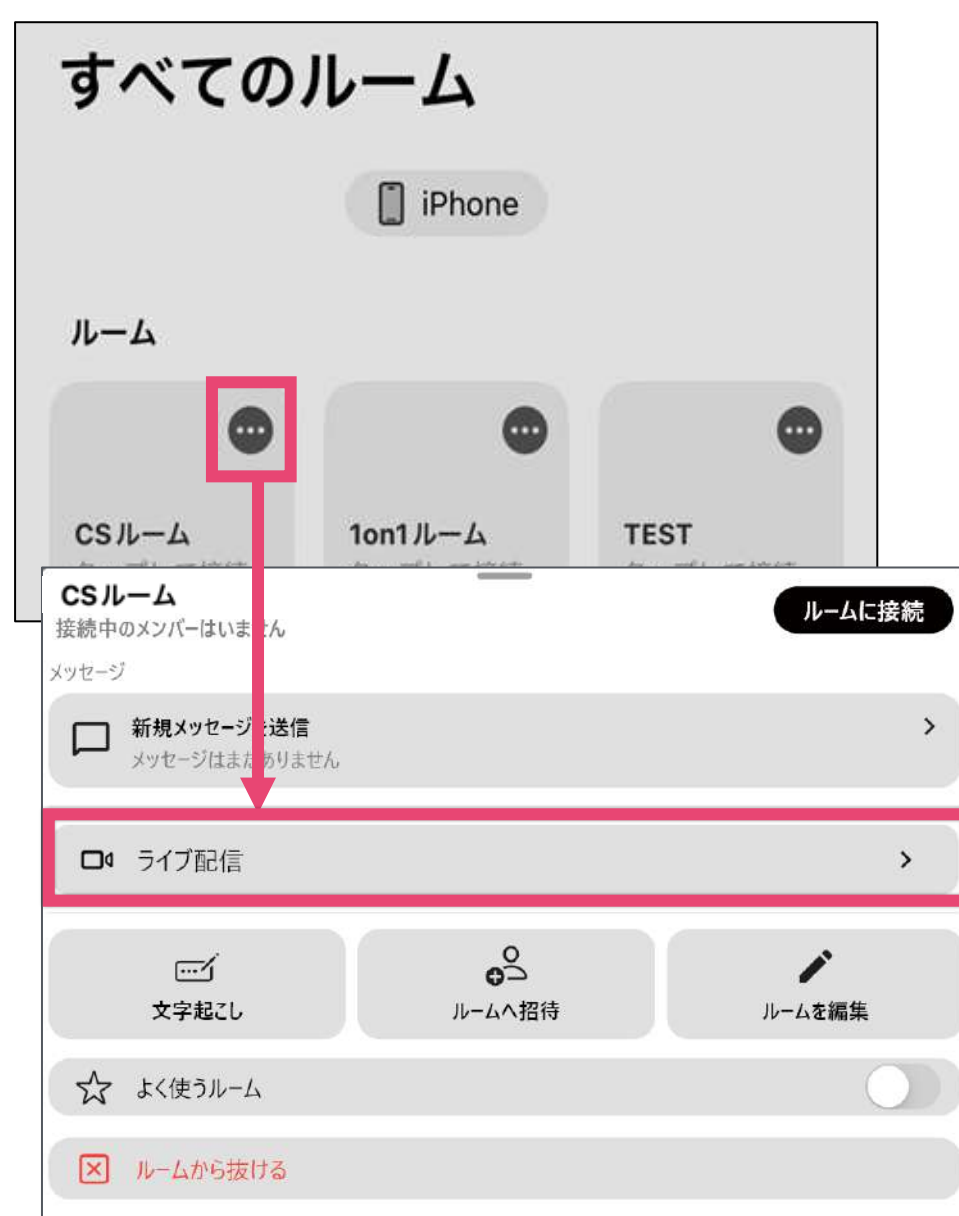 すべてのルーム
iPhone
ルーム
CSルーム
1on1ルーム
TEST
CSルーム
ルームに接続
接続中のメンバーはいません
メッセージ
新規メッセージを送信
メッセージはまだありません
ライブ配信
文字起こし
ルームへ招待
ルームを編集
よく使うルーム
ルームから抜ける